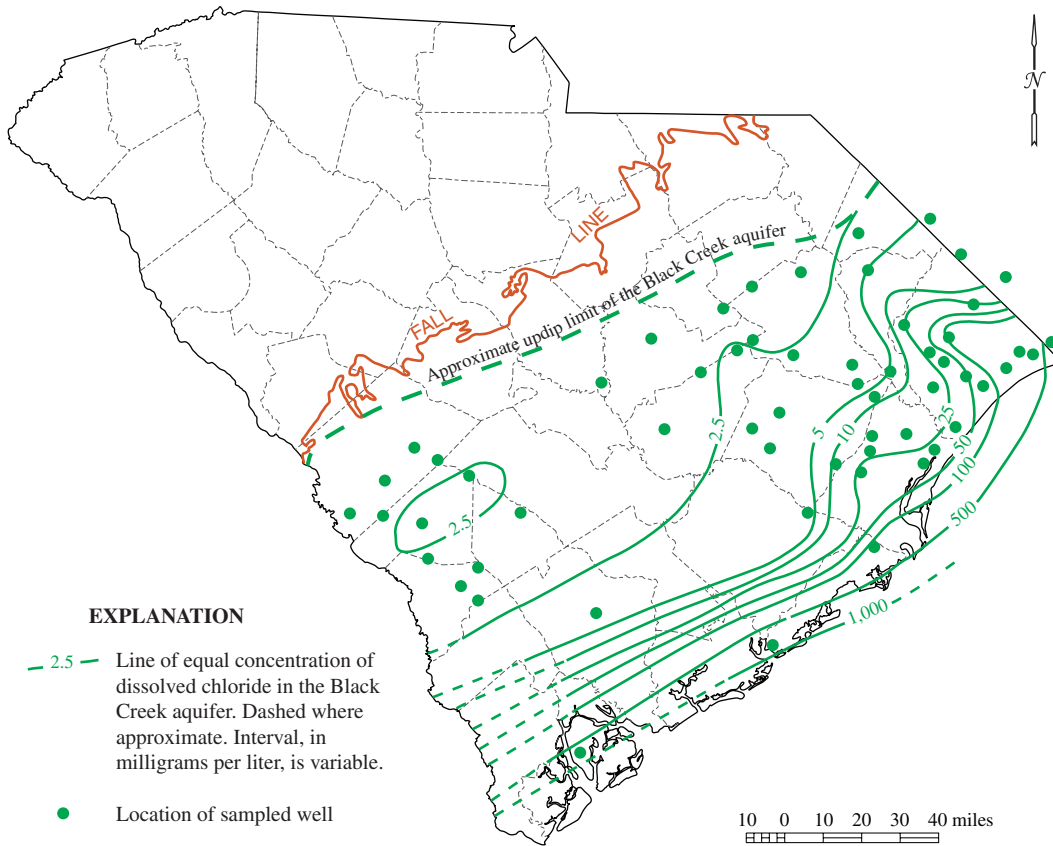 N
LINE
FALL
Approximate updip limit of the Black Creek aquifer
2.5
5
10
25
50
100
500
2.5
1,000
EXPLANATION
2.5 Line of equal concentration of
dissolved chloride in the Black
Creek aquifer. Dashed where
approximate. Interval, in
milligrams per liter, is variable.
Location of sampled well
10 0 10 20 30 40 miles